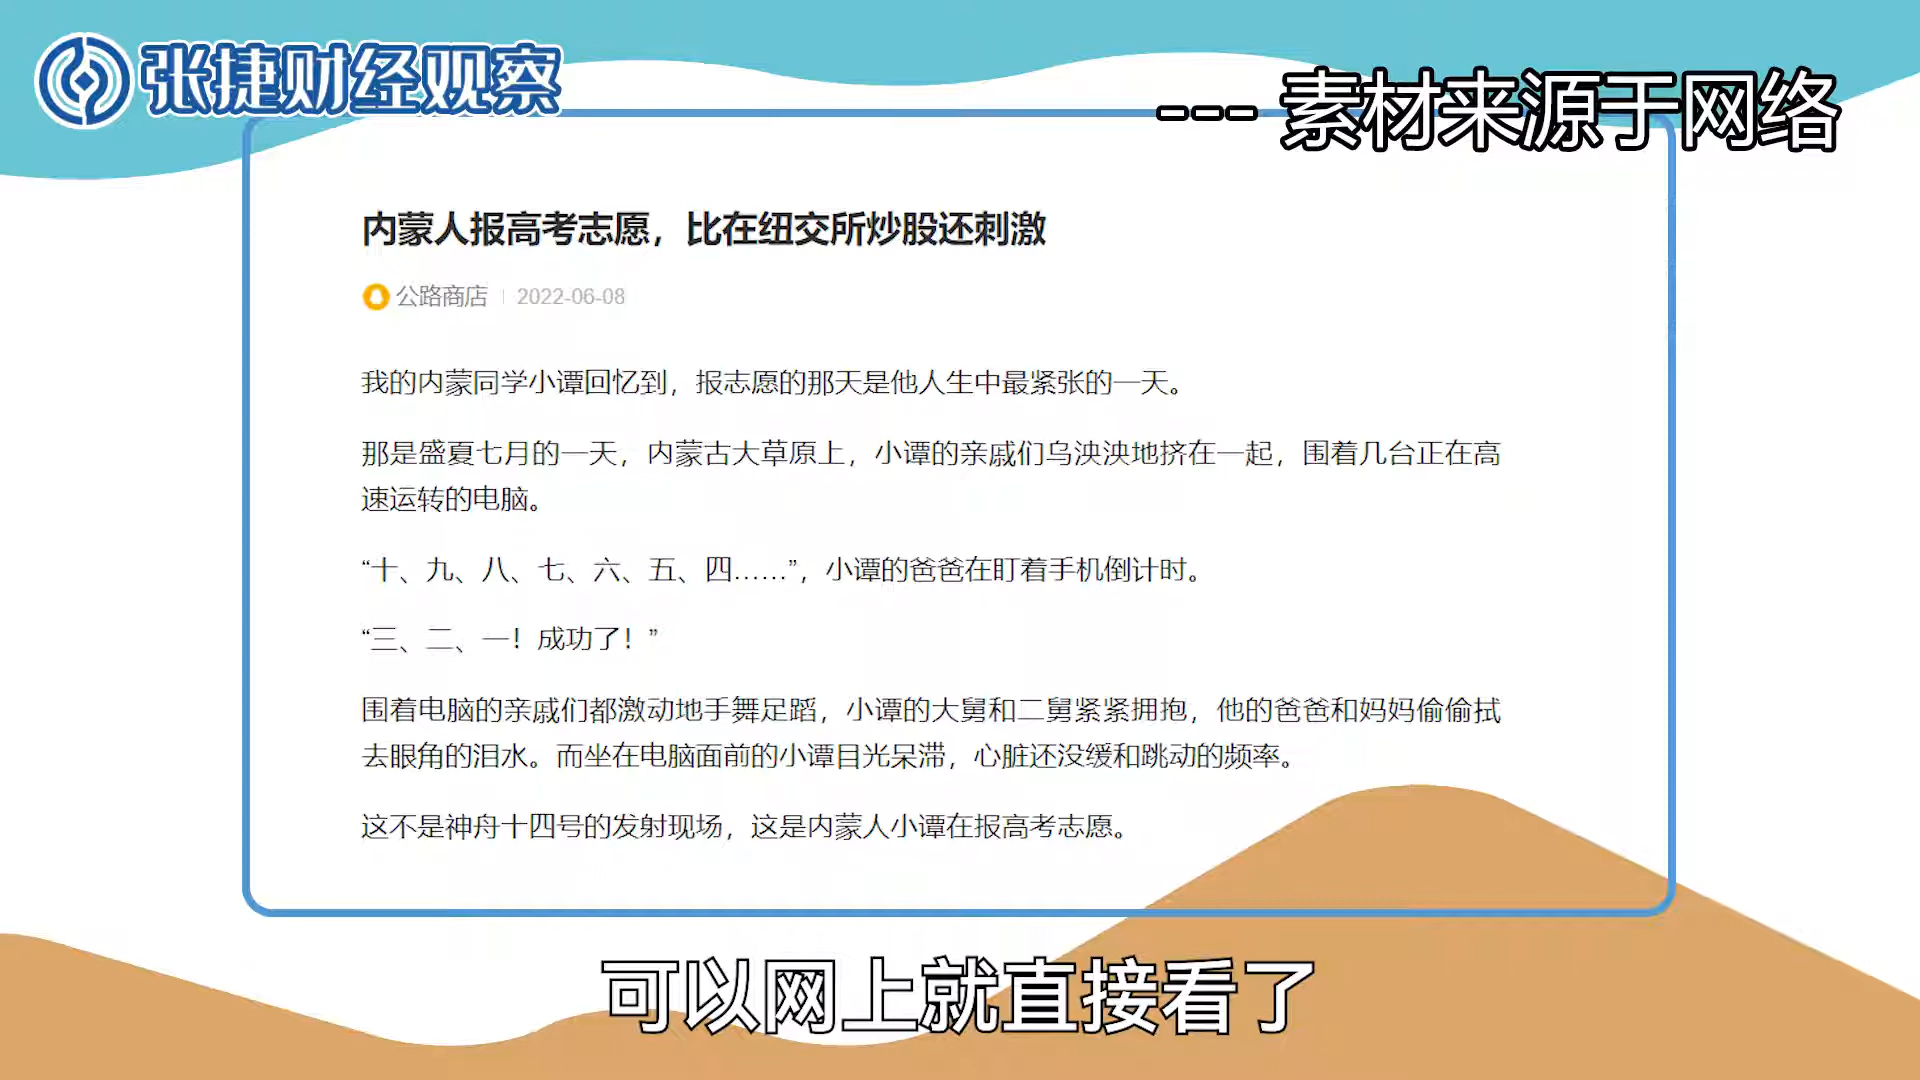 张捷财经观察
--- 素材来源于网络
内蒙人报高考志愿，比在纽交所炒股还刺激
公路商店 | 2022-06-08
我的内蒙同学小谭回忆到，报志愿的那天是他人生中最紧张的一天。
那是盛夏七月的一天，内蒙古大草原上，小谭的亲戚们乌泱泱地挤在一起，围着几台正在高
速运转的电脑。
“十、九、八、七、六、五、四……”，小谭的爸爸在盯着手机倒计时。
“三、二、一！成功了！”
围着电脑的亲戚们都激动地手舞足蹈，小谭的大舅和二舅紧紧拥抱，他的爸爸和妈妈偷偷拭
去眼角的泪水。而坐在电脑面前的小谭目光呆滞，心脏还没缓和跳动的频率。
这不是神舟十四号的发射现场，这是内蒙人小谭在报高考志愿。
可以网上就直接看了